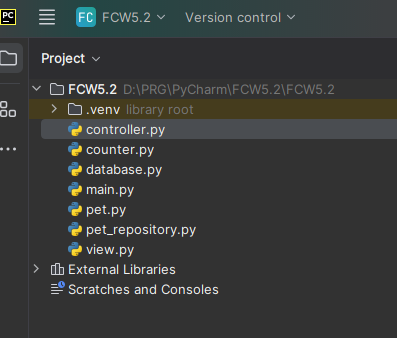 PC FC FCW5.2 Version control
Project
FCW5.2 D:\PRG\PyCharm\FCW5.2\FCW5.2
.venv library root
controller.py
counter.py
database.py
main.py
pet.py
pet_repository.py
view.py
External Libraries
Scratches and Consoles